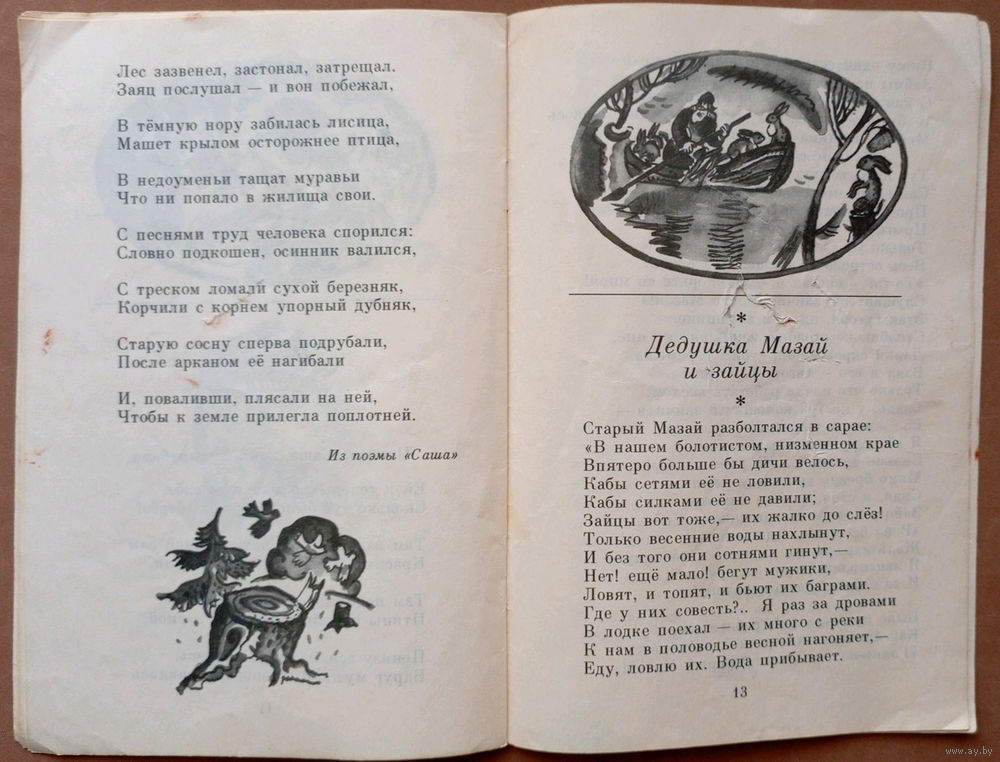 Лес зазвенел, застонал, затрещал.
Заяц послушал — и вон побежал,
В тёмную нору забилась лисица,
Машет крылом осторожнее птица,
В недоуменьи тащат муравьи
Что ни попало в жилища свои.
С песнями труд человека спорился:
Словно подкошен, осинник валился,
С треском ломали сухой березняк,
Корчили с корнем упорный дубняк,
Старую сосну сперва подрубали,
После арканом её нагибали
И, поваливши, плясали на ней,
Чтобы к земле прилегла поплотней.
Из поэмы «Саша»
*
Дедушка Мазай
и зайцы
*
Старый Мазай разболтался в сарае:
«В нашем болотистом, низменном крае
Впятеро больше бы дичи велось,
Кабы сетями её не ловили,
Кабы силками её не давили;
Зайцы вот тоже,— их жалко до слёз!
Только весенние воды нахлынут,
И без того они сотнями гинут,—
Нет! ещё мало! бегут мужики,
Ловят, и топят, и бьют их баграми.
Где у них совесть?.. Я раз за дровами
В лодке поехал — их много с реки
К нам в половодье весной нагоняет,—
Еду, ловлю их. Вода прибывает.
13
www.ay.by